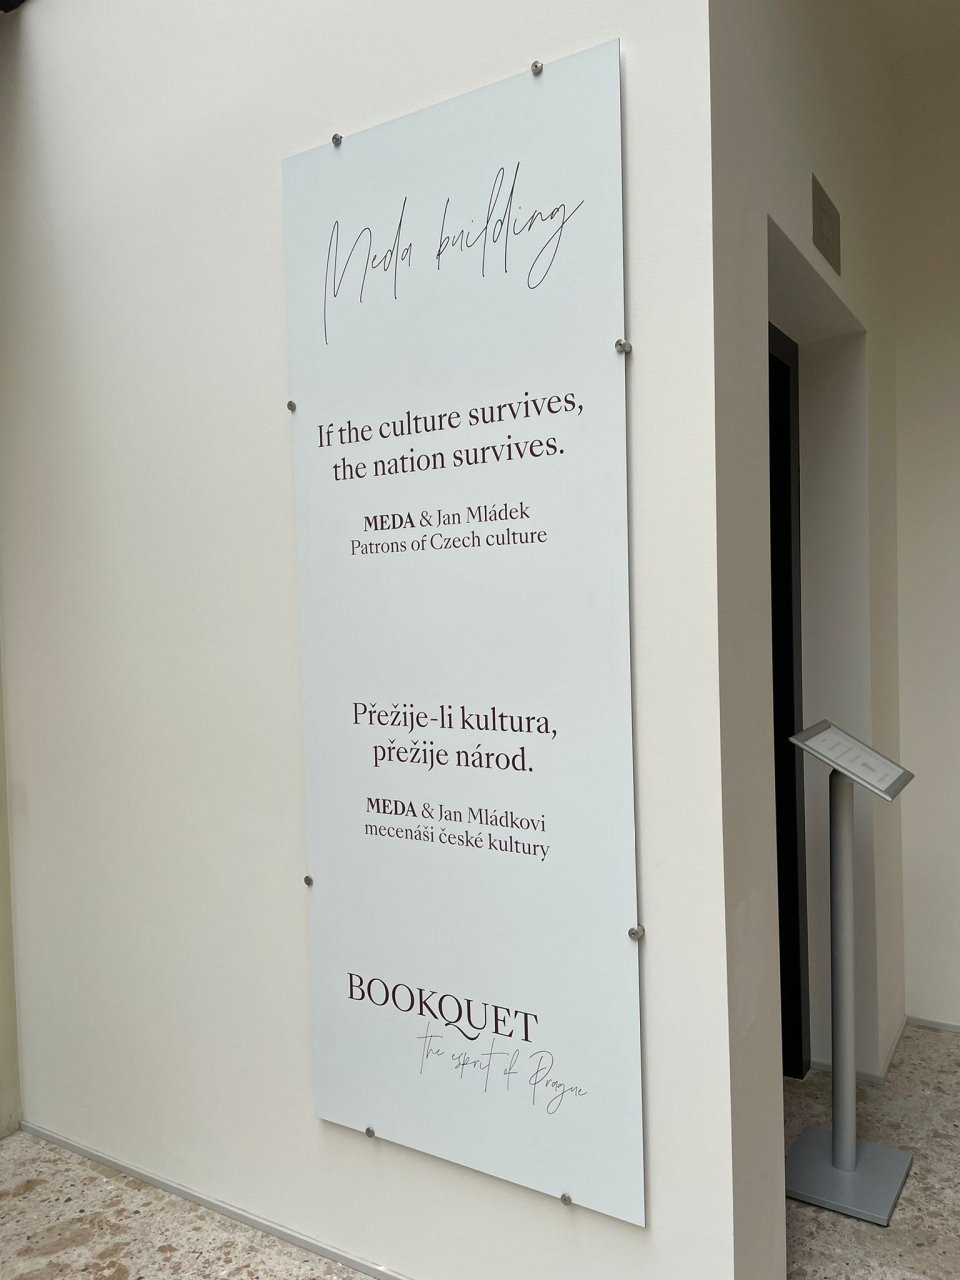 Meda building
If the culture survives,
the nation survives.
MEDA & Jan Mládek
Patrons of Czech culture
Přežije-li kultura,
přežije národ.
MEDA & Jan Mládkovi
mecenáši české kultury
BOOKQUET
the esprit of Prague